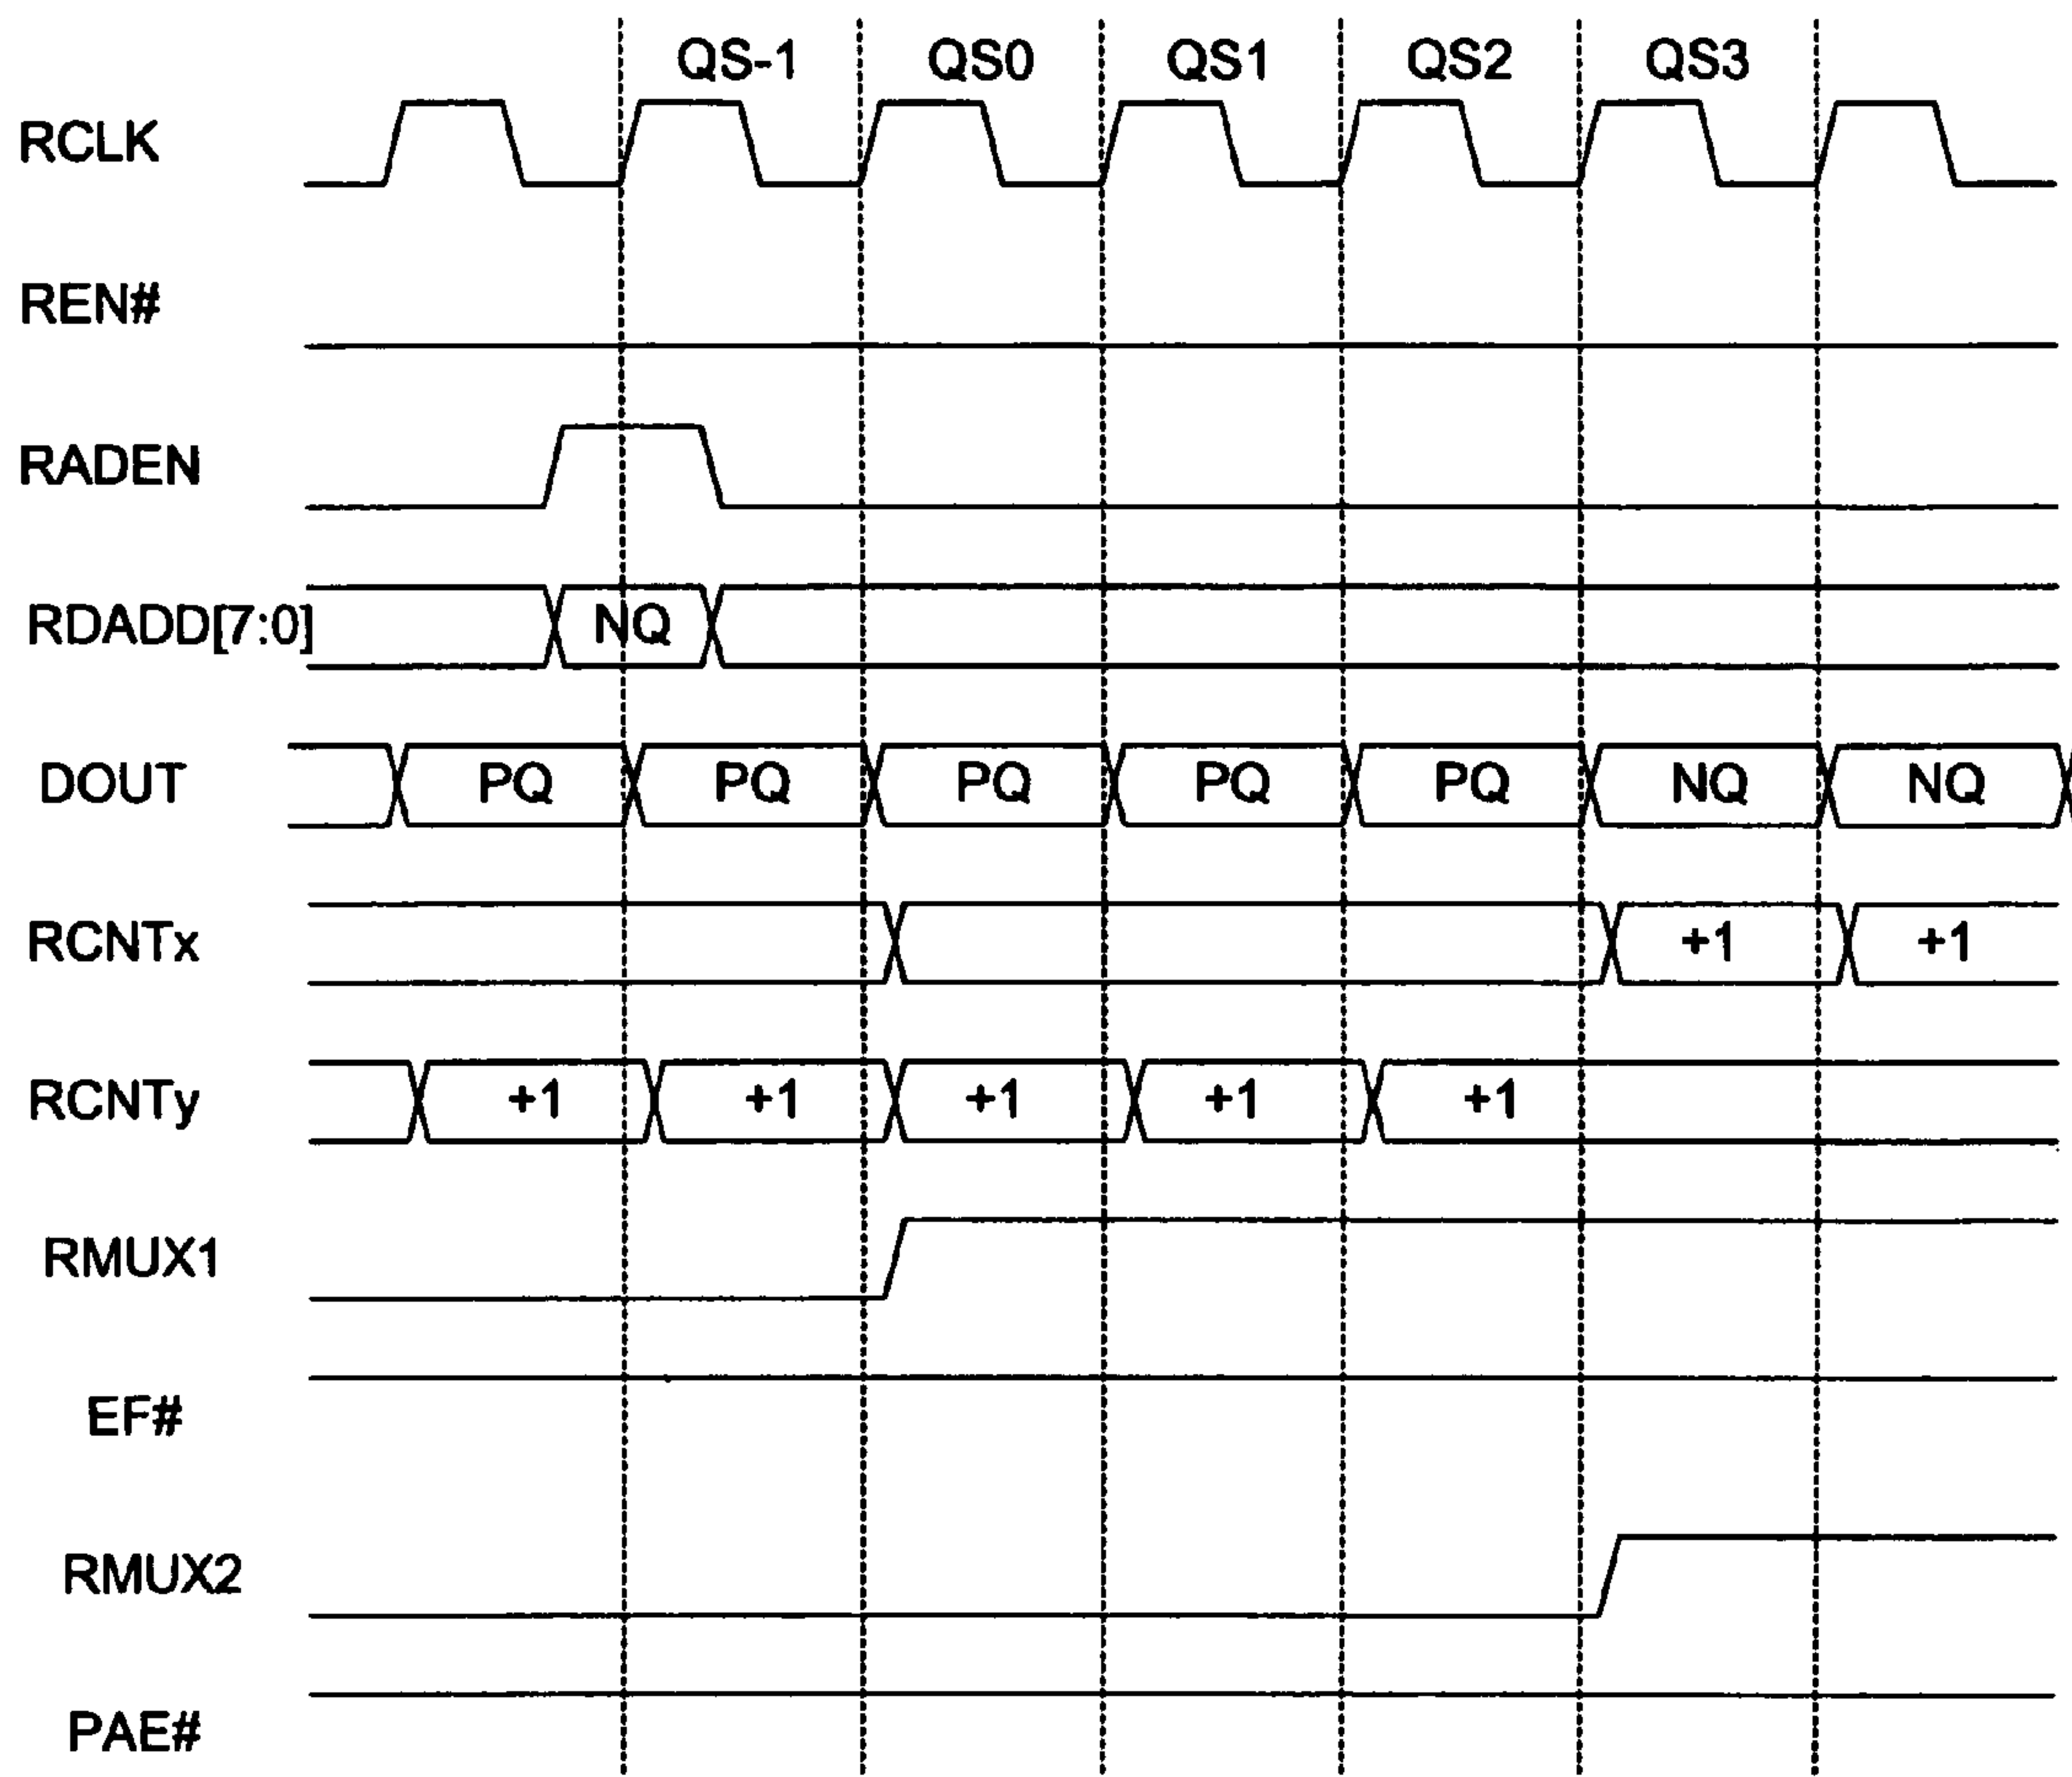 QS-1 QS0 QS1 QS2 QS3
RCLK
REN#
RADEN
RDADD[7:0] NQ
DOUT PQ PQ PQ PQ PQ NQ NQ
RCNTx +1 +1
RCNTy +1 +1 +1 +1 +1
RMUX1
EF#
RMUX2
PAE#